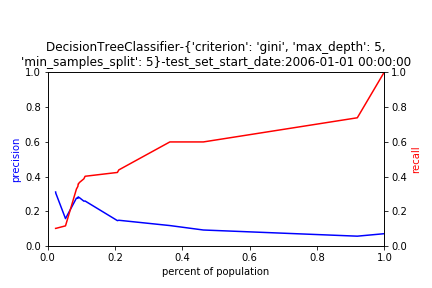 DecisionTreeClassifier-{'criterion': 'gini', 'max_depth': 5,
'min_samples_split': 5}-test_set_start_date:2006-01-01 00:00:00
1.0
0.8
0.6
0.4
0.2
0.0
precision
1.0
0.8
0.6
0.4
0.2
0.0
recall
0.0 0.2 0.4 0.6 0.8 1.0
percent of population